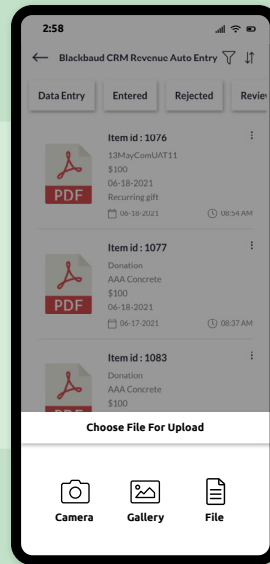 2:58
Blackbaud CRM Revenue Auto Entry
Data Entry Entered Rejected Review
Item id : 1076
13MayComUAT11
$100
06-18-2021
Recurring gift
06-18-2021 08:54 AM
PDF
Item id : 1077
Donation
AAA Concrete
$100
06-18-2021
06-17-2021 08:37 AM
PDF
Item id : 1083
Donation
AAA Concrete
$100
Choose File For Upload
Camera Gallery File